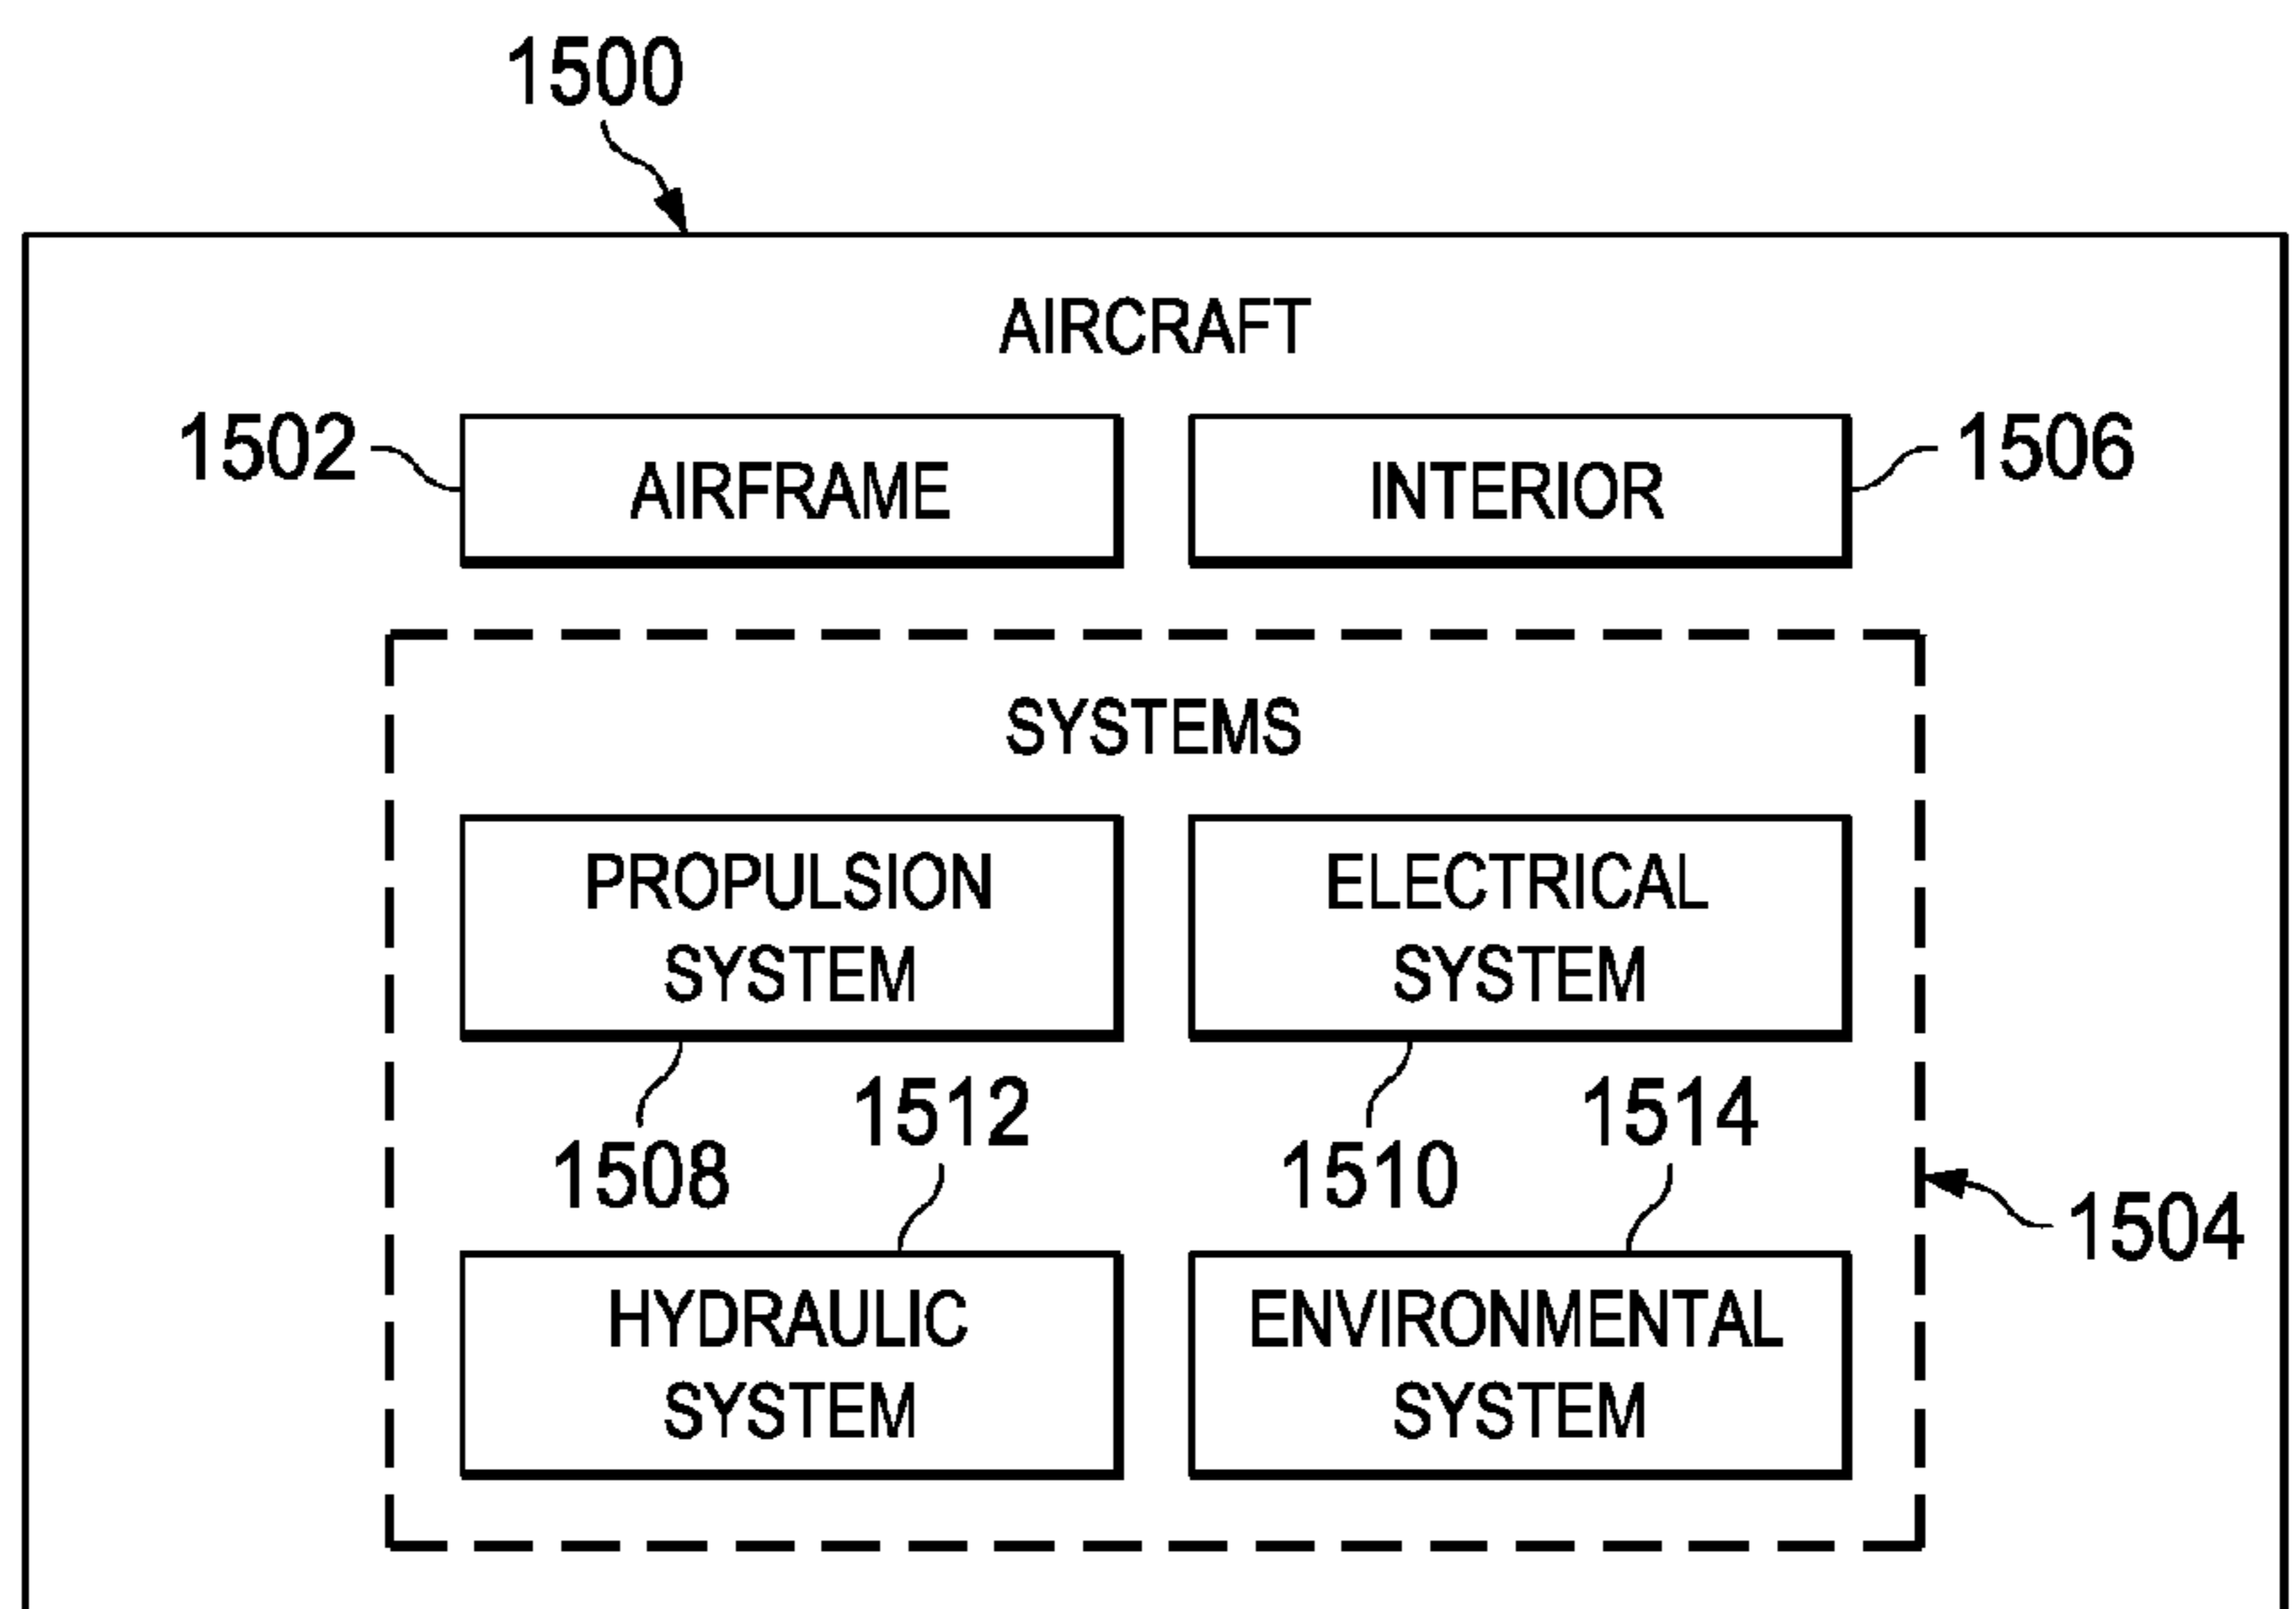 1500
AIRCRAFT
1502
AIRFRAME
INTERIOR
1506
SYSTEMS
PROPULSION
SYSTEM
ELECTRICAL
SYSTEM
1508
1512
1510
1514
1504
HYDRAULIC
SYSTEM
ENVIRONMENTAL
SYSTEM